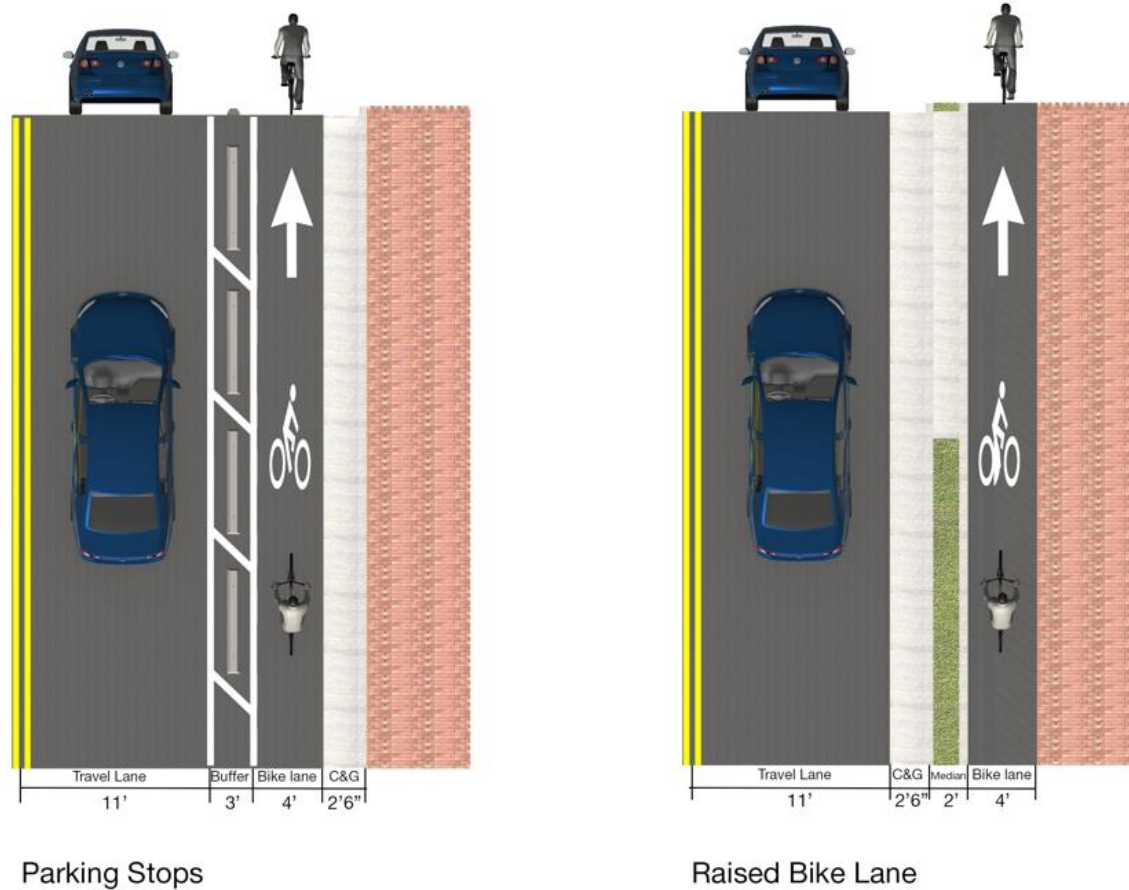 Travel Lane Buffer Bike lane C&G
11’ 3’ 4’ 2’6”
Parking Stops
Travel Lane C&G Median Bike lane
11’ 2’6” 2’ 4’
Raised Bike Lane